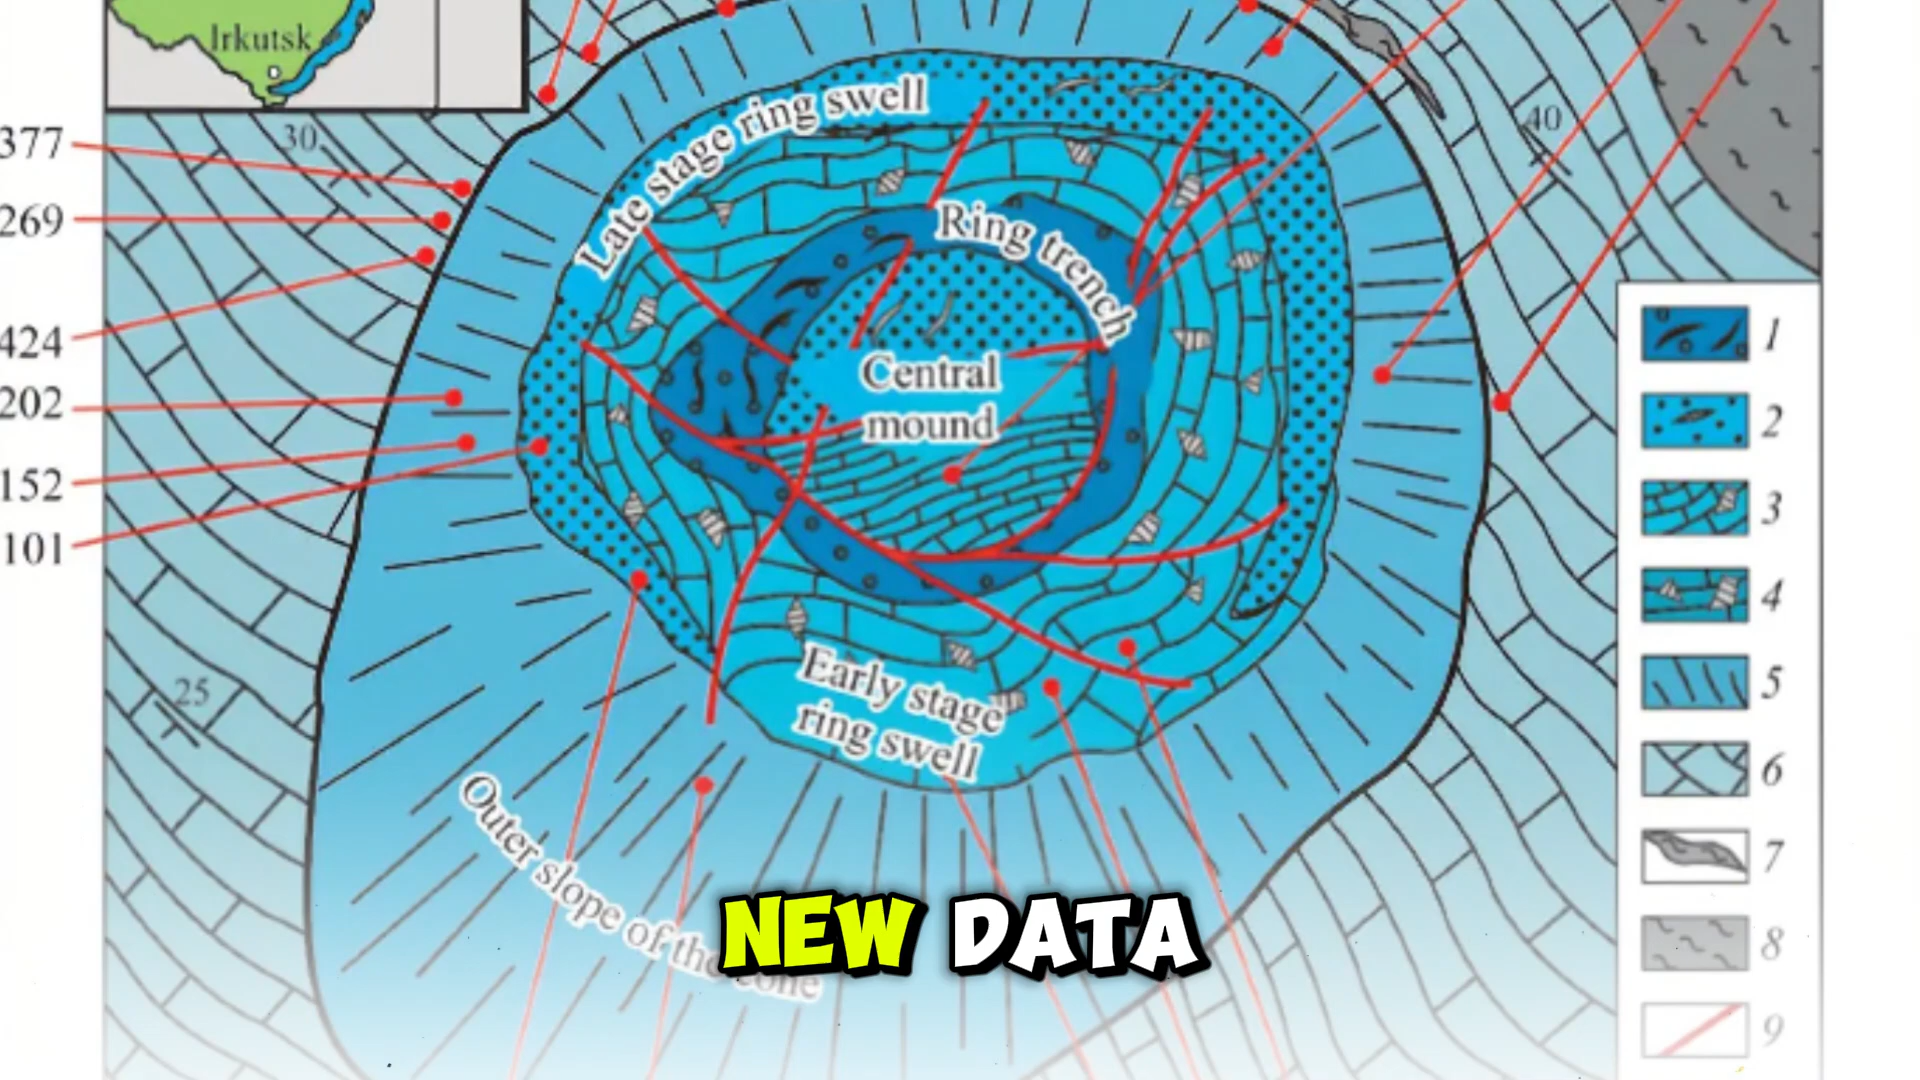 Irkutsk
30
40
377
269
424
202
152
101
25
Late stage ring swell
Ring trench
Central
mound
Early stage
ring swell
Outer slope of the cone
1
2
3
4
5
6
7
8
9
NEW DATA